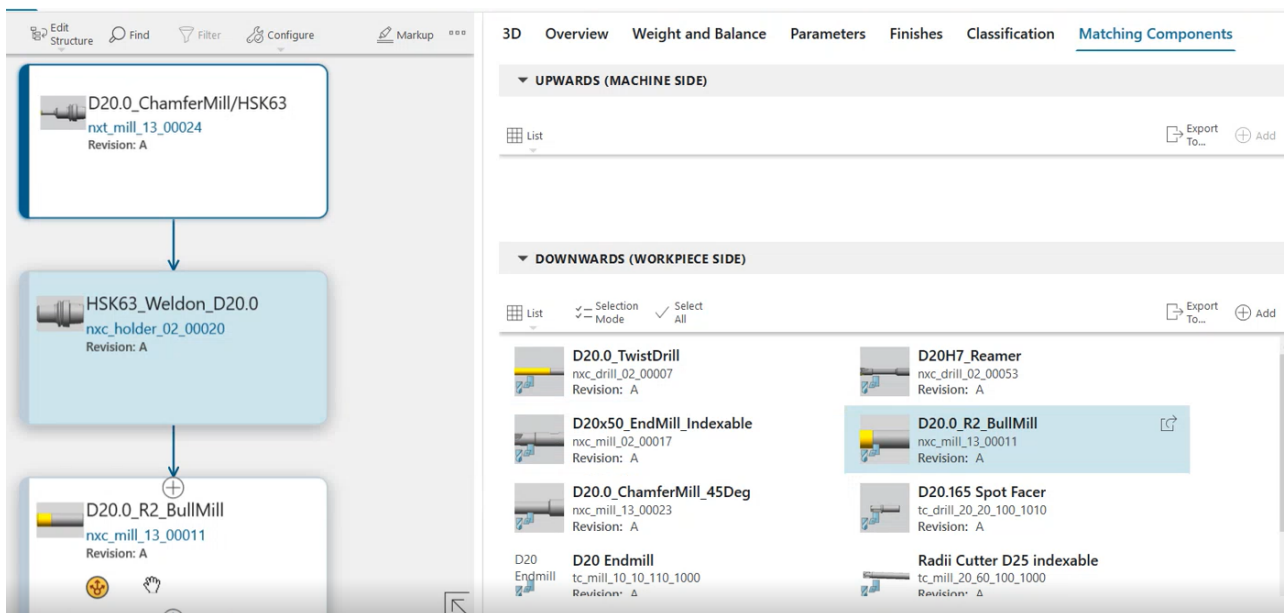 Edit
Structure
Find
Filter
Configure
Markup
D20.0_ChamferMill/HSK63
nxt_mill_13_00024
Revision: A
HSK63_Weldon_D20.0
nxc_holder_02_00020
Revision: A
D20.0_R2_BullMill
nxc_mill_13_00011
Revision: A
3D Overview Weight and Balance Parameters Finishes Classification Matching Components
UPWARDS (MACHINE SIDE)
List
Export
To...
Add
DOWNWARDS (WORKPIECE SIDE)
List
Selection
Mode
Select
All
Export
To...
Add
D20.0_TwistDrill
nxc_drill_02_00007
Revision: A
D20H7_Reamer
nxc_drill_02_00053
Revision: A
D20x50_EndMill_Indexable
nxc_mill_02_00017
Revision: A
D20.0_R2_BullMill
nxc_mill_13_00011
Revision: A
D20.0_ChamferMill_45Deg
nxc_mill_13_00023
Revision: A
D20.165 Spot Facer
tc_drill_20_20_100_1010
Revision: A
D20
Endmill
D20 Endmill
tc_mill_10_10_110_1000
Revision: A
Radii Cutter D25 indexable
tc_mill_20_60_100_1000
Revision: A